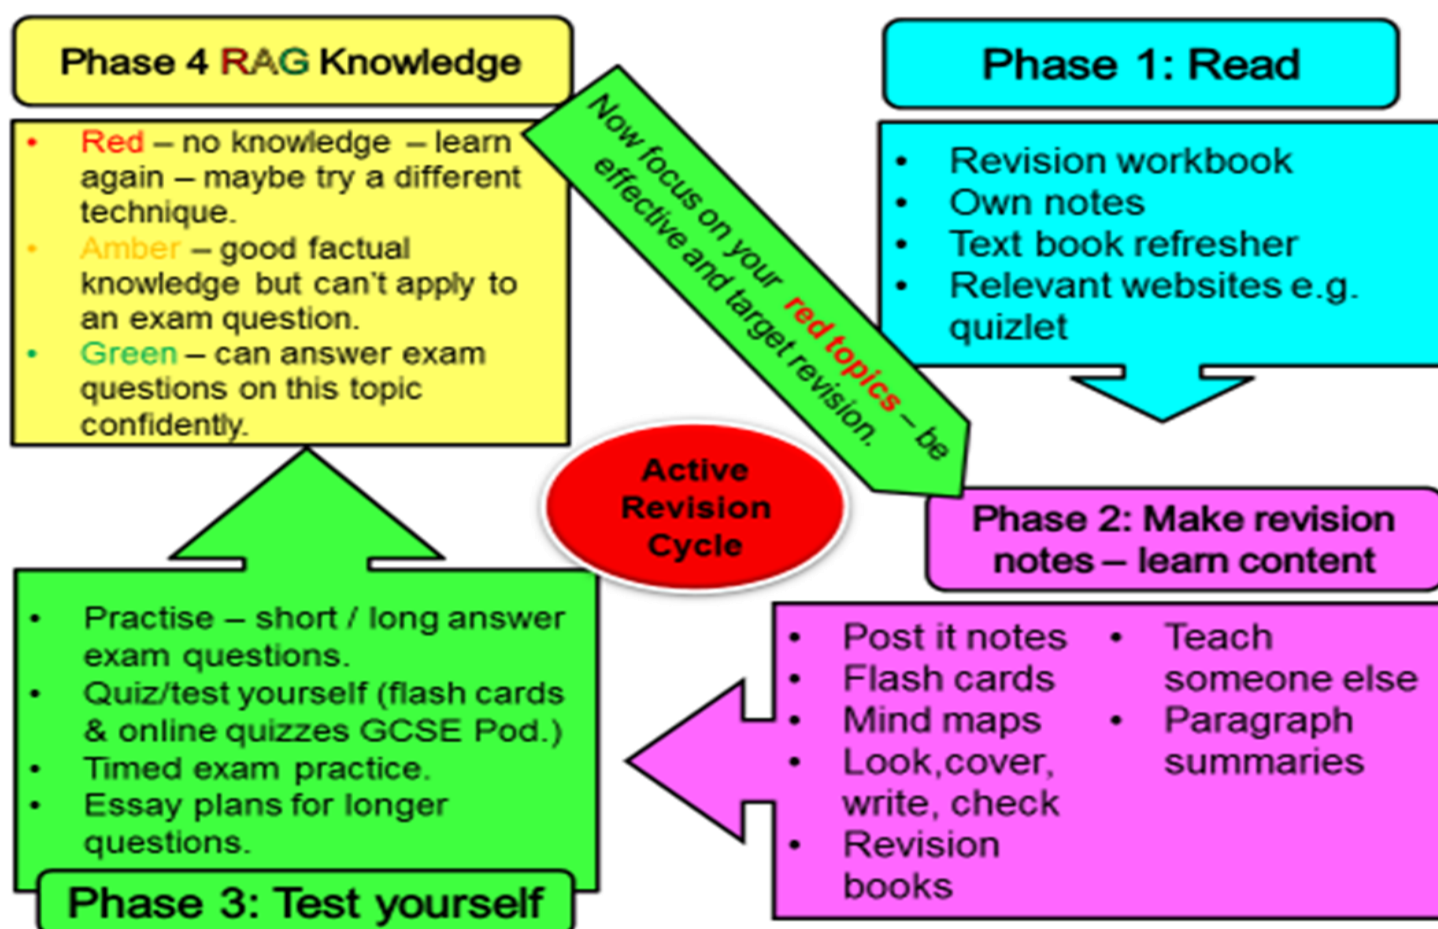 Phase 4 RAG Knowledge
• Red – no knowledge – learn
again – maybe try a different
technique.
• Amber – good factual
knowledge but can't apply to
an exam question.
• Green – can answer exam
questions on this topic
confidently.
Now focus on your red topics – be
effective and target revision.
Phase 1: Read
• Revision workbook
• Own notes
• Text book refresher
• Relevant websites e.g.
quizlet
Active
Revision
Cycle
Phase 2: Make revision
notes – learn content
• Post it notes
• Flash cards
• Mind maps
• Look,cover,
write, check
• Revision
books
• Teach
someone else
• Paragraph
summaries
• Practise – short / long answer
exam questions.
• Quiz/test yourself (flash cards
& online quizzes GCSE Pod.)
• Timed exam practice.
• Essay plans for longer
questions.
Phase 3: Test yourself